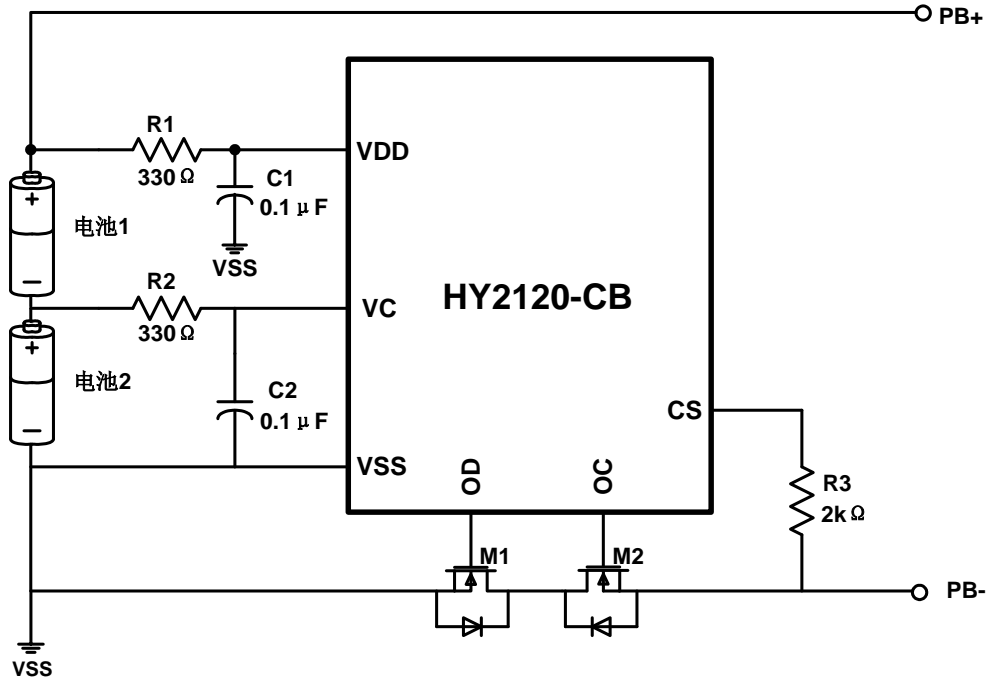 PB+
R1
330Ω
VDD
C1
0.1μF
VSS
+
电池1
−
R2
330Ω
VC
HY2120-CB
+
电池2
−
C2
0.1μF
CS
VSS
OD
OC
R3
2kΩ
M1
M2
PB-
VSS